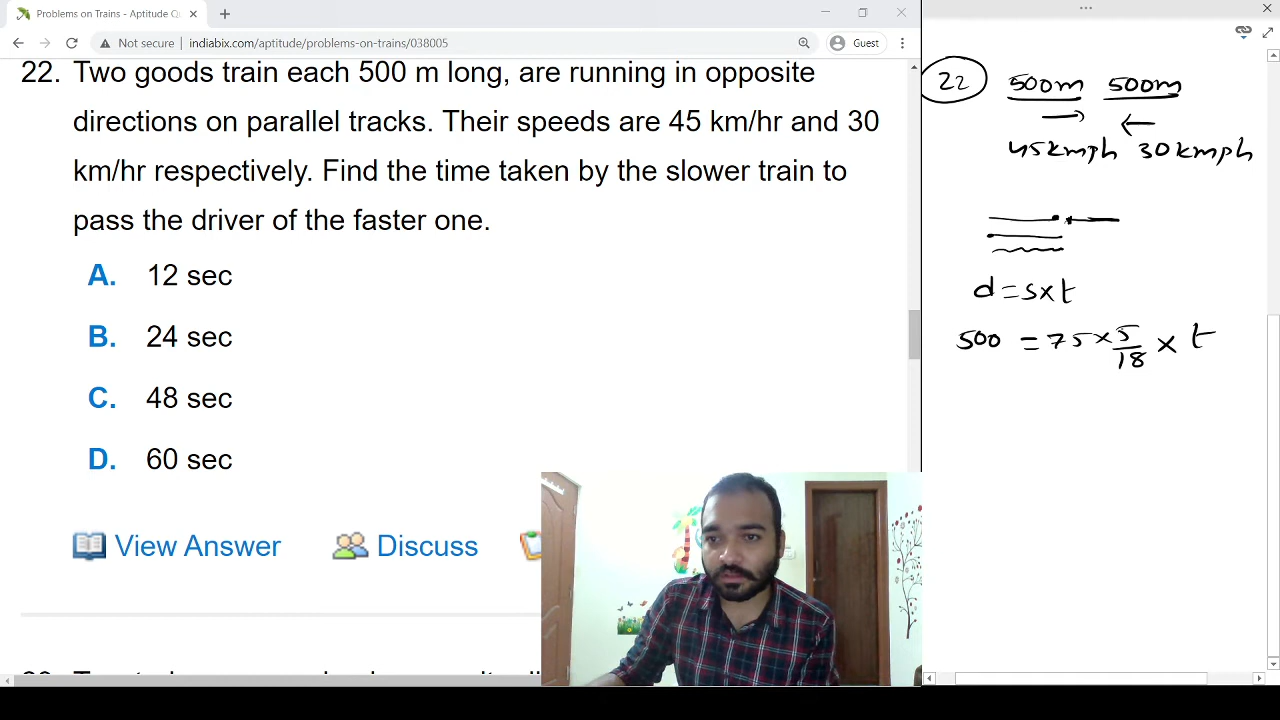 Problems on Trains - Aptitude Q
Not secure | indiabix.com/aptitude/problems-on-trains/038005
Guest
22. Two goods train each 500 m long, are running in opposite
directions on parallel tracks. Their speeds are 45 km/hr and 30
km/hr respectively. Find the time taken by the slower train to
pass the driver of the faster one.
A. 12 sec
B. 24 sec
C. 48 sec
D. 60 sec
View Answer Discuss
22 500m 500m
45kmph 30kmph
d = s x t
500 = 75 x 5/18 x t